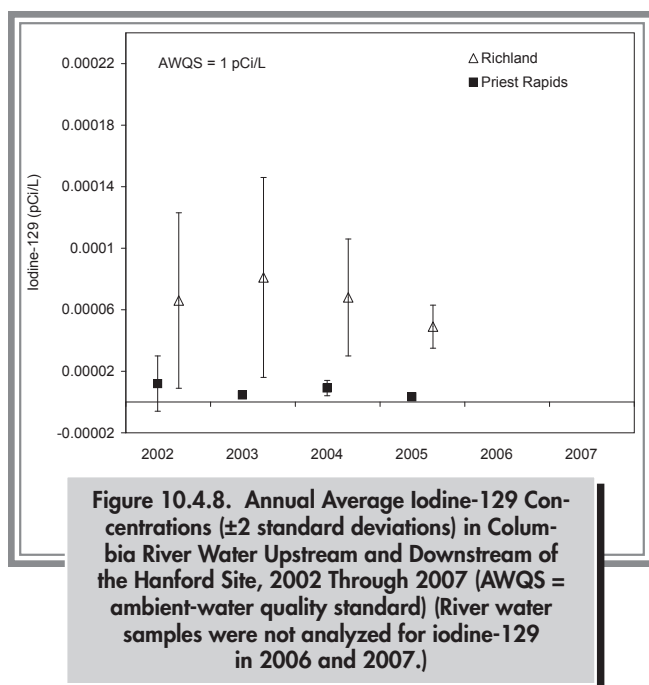 0.00022
0.00018
0.00014
0.0001
0.00006
0.00002
-0.00002
Iodine-129 (pCi/L)
AWQS = 1 pCi/L
△ Richland
■ Priest Rapids
2002 2003 2004 2005 2006 2007
Figure 10.4.8. Annual Average Iodine-129 Con-
centrations (±2 standard deviations) in Colum-
bia River Water Upstream and Downstream of
the Hanford Site, 2002 Through 2007 (AWQS =
ambient-water quality standard) (River water
samples were not analyzed for iodine-129
in 2006 and 2007.)